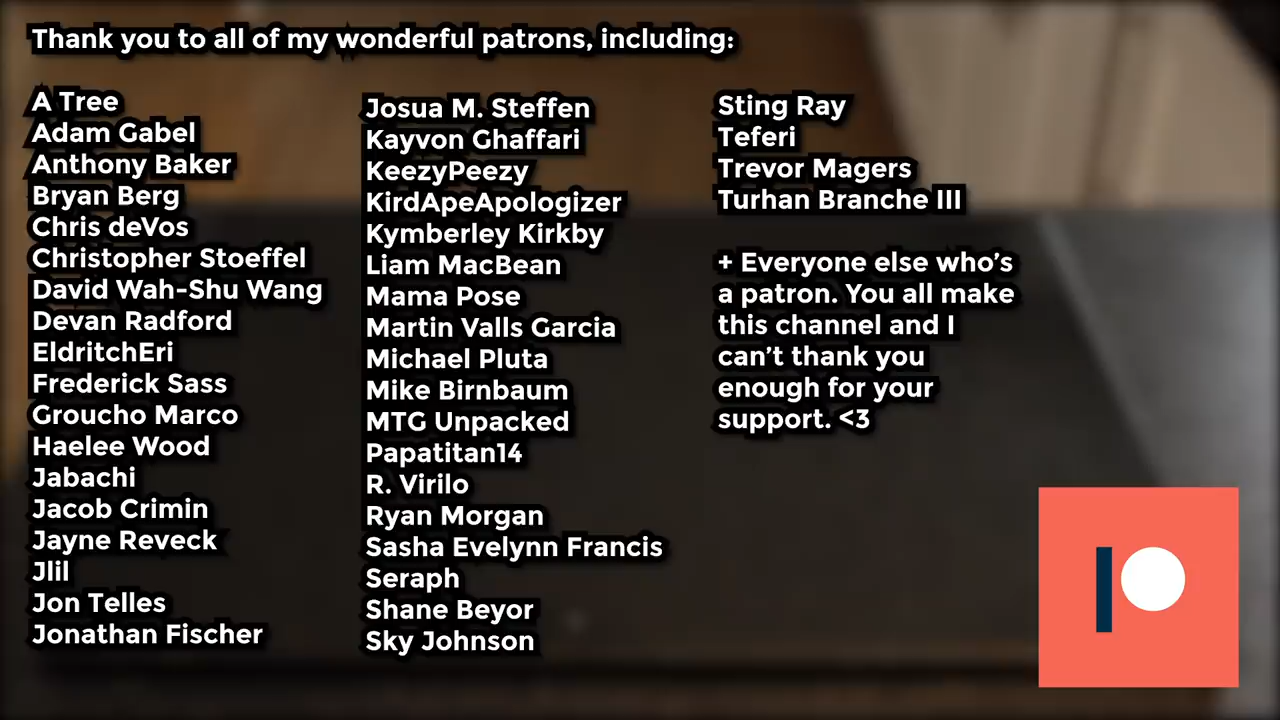 Thank you to all of my wonderful patrons, including:
A Tree
Adam Gabel
Anthony Baker
Bryan Berg
Chris deVos
Christopher Stoeffel
David Wah-Shu Wang
Devan Radford
EldritchEri
Frederick Sass
Groucho Marco
Haelee Wood
Jabachi
Jacob Crimin
Jayne Reveck
Jlil
Jon Telles
Jonathan Fischer
Josua M. Steffen
Kayvon Ghaffari
KeezyPeezy
KirdApeApologizer
Kymberley Kirkby
Liam MacBean
Mama Pose
Martin Valls Garcia
Michael Pluta
Mike Birnbaum
MTG Unpacked
Papatitan14
R. Virilo
Ryan Morgan
Sasha Evelynn Francis
Seraph
Shane Beyor
Sky Johnson
Sting Ray
Teferi
Trevor Magers
Turhan Branche III
+ Everyone else who’s
a patron. You all make
this channel and I
can’t thank you
enough for your
support. <3